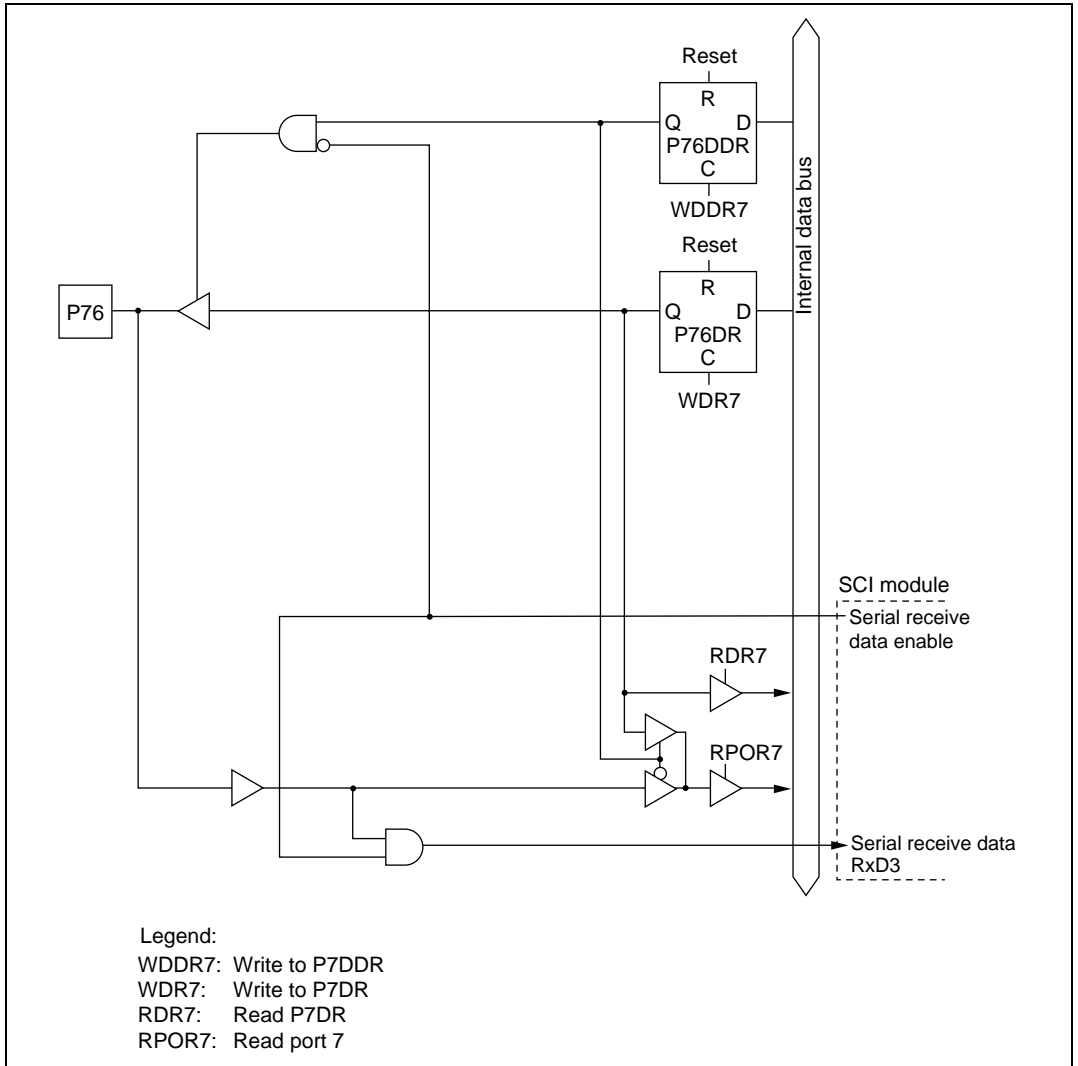 Reset
R
Q D
P76DDR
C
WDDR7
Reset
R
Q D
P76DR
C
WDR7
P76
Internal data bus
SCI module
Serial receive
data enable
RDR7
RPOR7
Serial receive data
RxD3
Legend:
WDDR7: Write to P7DDR
WDR7: Write to P7DR
RDR7: Read P7DR
RPOR7: Read port 7